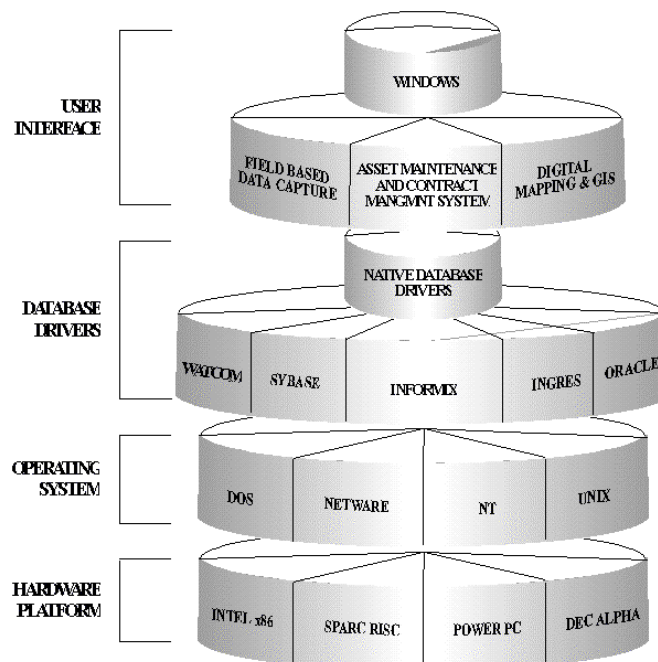 USER
INTERFACE
WINDOWS
FIELD BASED
DATA CAPTURE
ASSET MAINTENANCE
AND CONTRACT
MANGMNT SYSTEM
DIGITAL
MAPPING & GIS
DATABASE
DRIVERS
NATIVE DATABASE
DRIVERS
WATCOM
SYBASE
INFORMIX
INGRES
ORACLE
OPERATING
SYSTEM
DOS
NETWARE
NT
UNIX
HARDWARE
PLATFORM
INTEL x86
SPARC RISC
POWER PC
DEC ALPHA